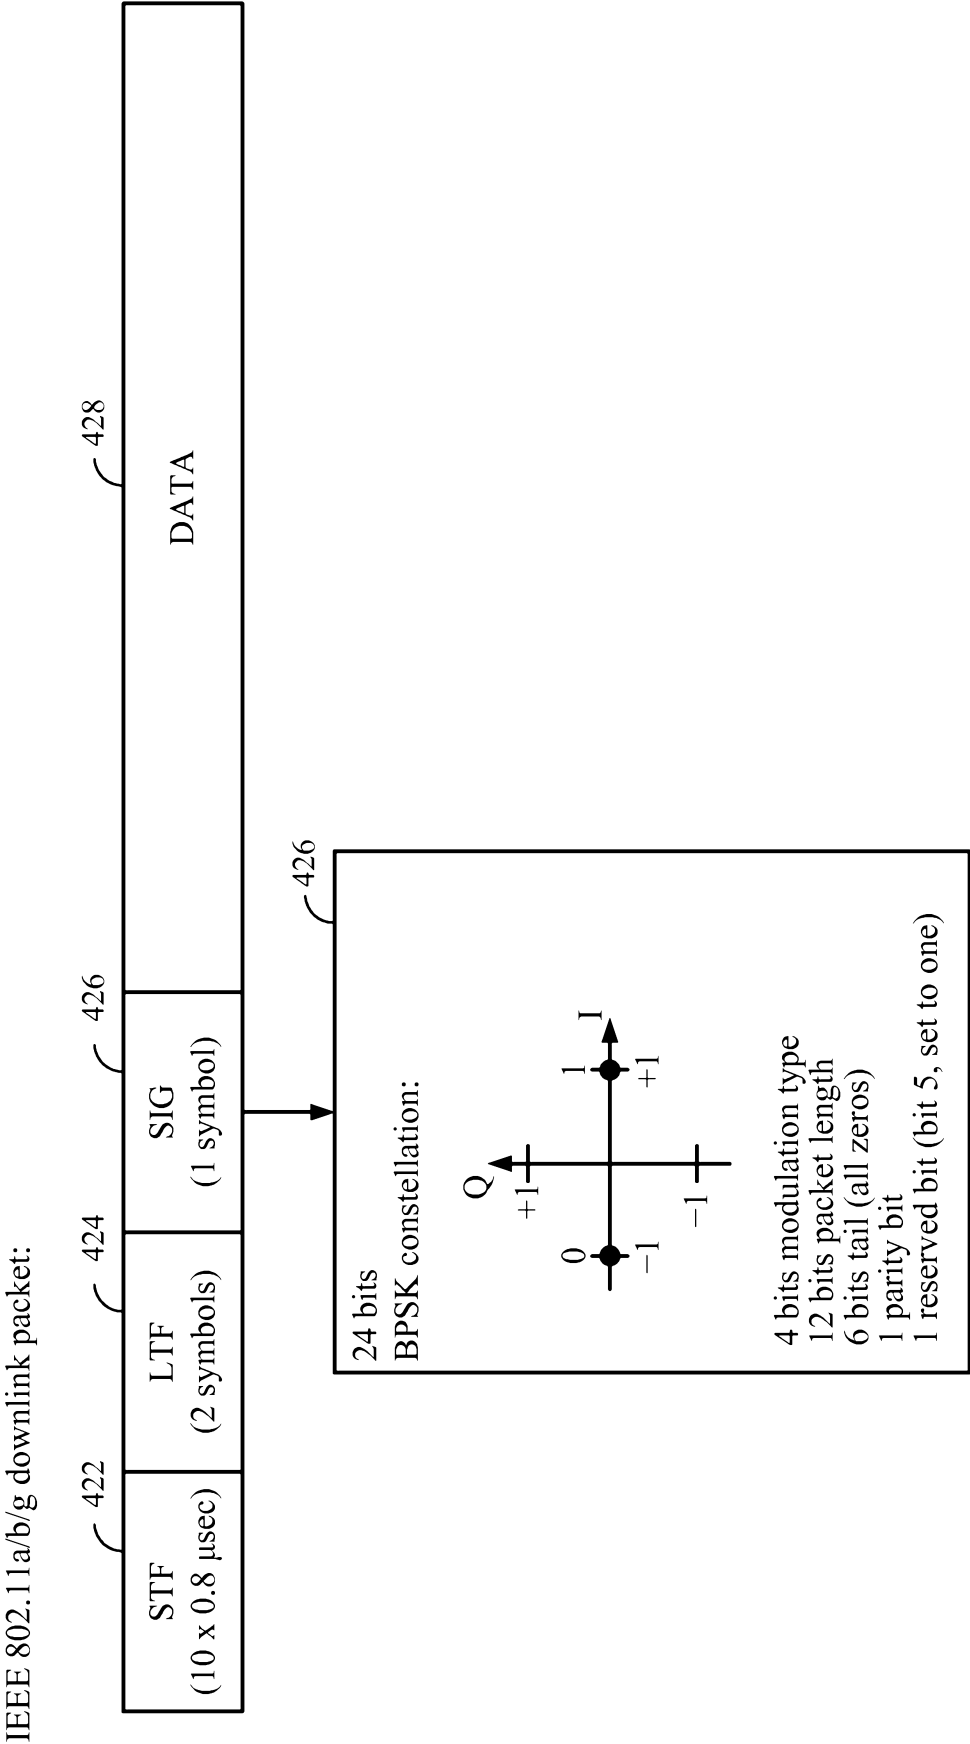 IEEE 802.11a/b/g downlink packet:
422
424
426
428
STF
(10 x 0.8 μsec)
LTF
(2 symbols)
SIG
(1 symbol)
DATA
426
24 bits
BPSK constellation:
Q
+1
0
1
I
−1
+1
−1
4 bits modulation type
12 bits packet length
6 bits tail (all zeros)
1 parity bit
1 reserved bit (bit 5, set to one)